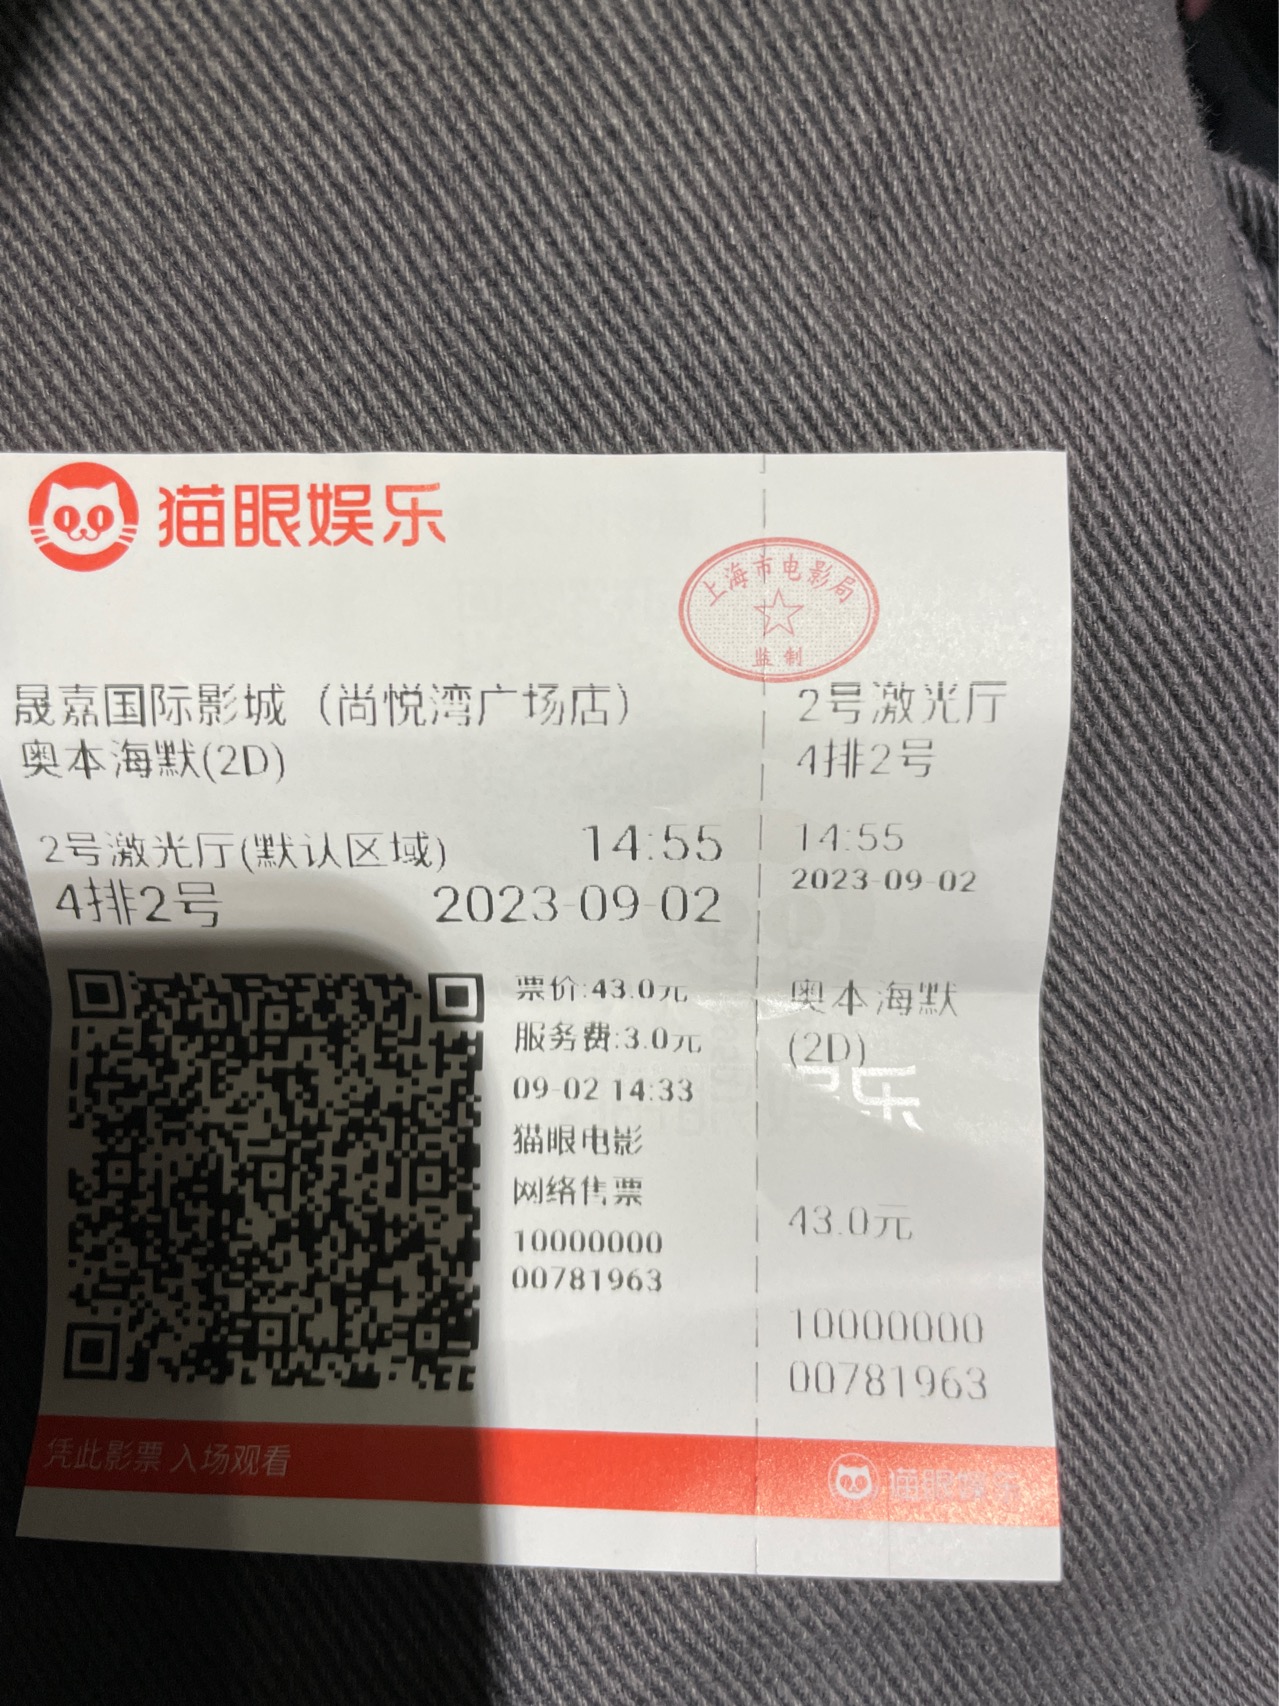 猫眼娱乐
上海市电影局
监制
晟嘉国际影城（尚悦湾广场店）
奥本海默(2D)
2号激光厅(默认区域) 14:55
4排2号 2023-09-02
票价:43.0元
服务费:3.0元
09-02 14:33
猫眼电影
网络售票
10000000
00781963
2号激光厅
4排2号
14:55
2023-09-02
奥本海默
(2D)
43.0元
10000000
00781963
凭此影票 入场观看
猫眼娱乐